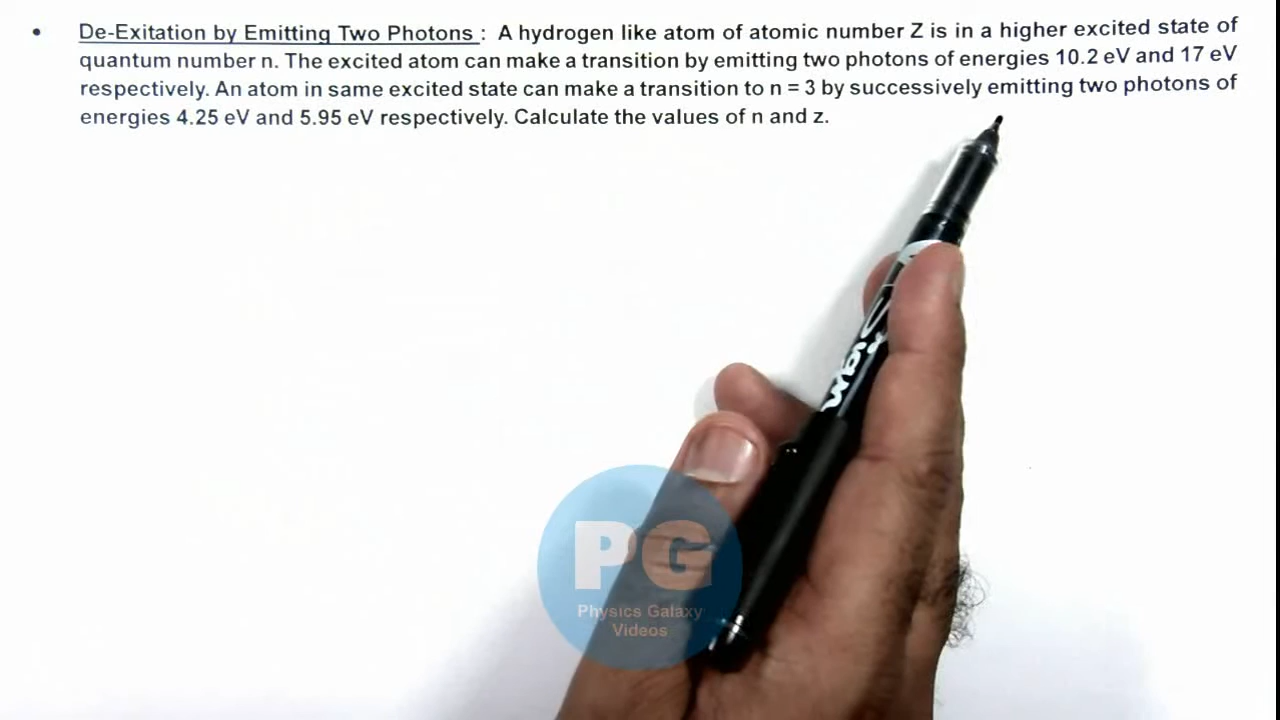 • De-Exitation by Emitting Two Photons : A hydrogen like atom of atomic number Z is in a higher excited state of
quantum number n. The excited atom can make a transition by emitting two photons of energies 10.2 eV and 17 eV
respectively. An atom in same excited state can make a transition to n = 3 by successively emitting two photons of
energies 4.25 eV and 5.95 eV respectively. Calculate the values of n and z.
PG
Physics Galaxy
Videos